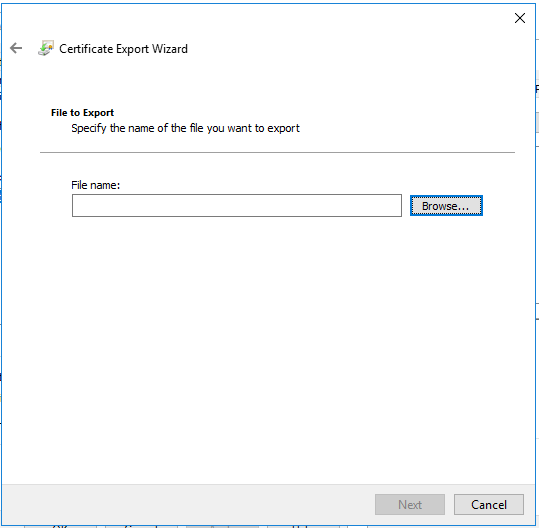 Certificate Export Wizard
File to Export
Specify the name of the file you want to export
File name:
Browse...
Next
Cancel